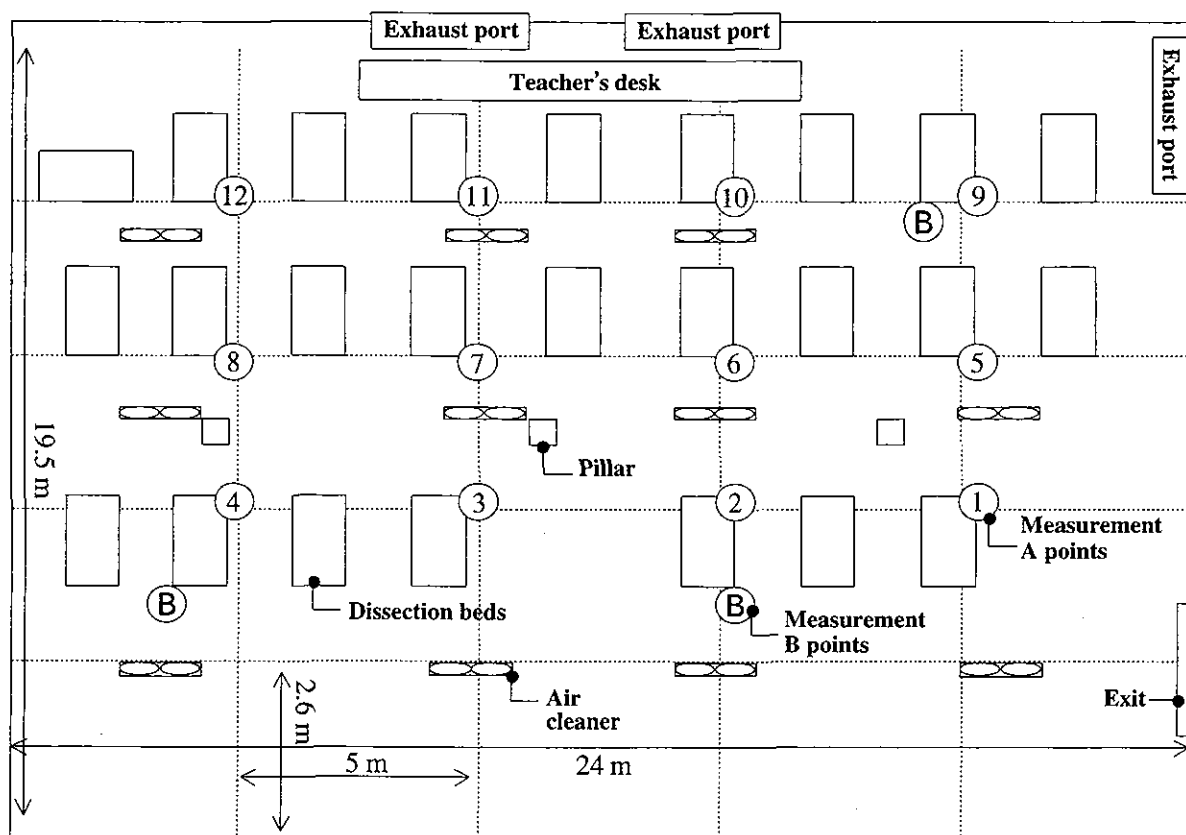 Exhaust port
Exhaust port
Exhaust port
Teacher's desk
12
11
10
9
B
8
7
6
5
19.5 m
Pillar
4
3
2
1
Measurement
A points
B
Dissection beds
B
Measurement
B points
2.6 m
Air
cleaner
Exit
5 m
24 m